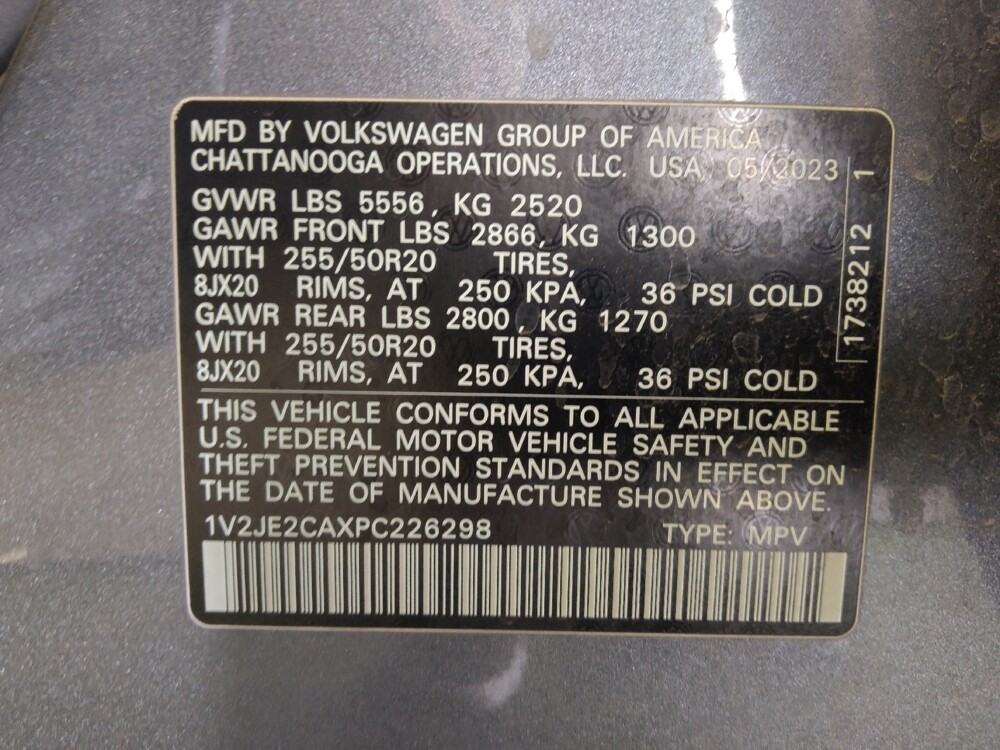 MFD BY VOLKSWAGEN GROUP OF AMERICA
CHATTANOOGA OPERATIONS, LLC. USA, 05/2023
GVWR LBS 5556, KG 2520
GAWR FRONT LBS 2866, KG 1300
WITH 255/50R20 TIRES,
8JX20 RIMS, AT 250 KPA, 36 PSI COLD
GAWR REAR LBS 2800, KG 1270
WITH 255/50R20 TIRES,
8JX20 RIMS, AT 250 KPA, 36 PSI COLD
1738212 1
THIS VEHICLE CONFORMS TO ALL APPLICABLE
U.S. FEDERAL MOTOR VEHICLE SAFETY AND
THEFT PREVENTION STANDARDS IN EFFECT ON
THE DATE OF MANUFACTURE SHOWN ABOVE.
1V2JE2CAXPC226298 TYPE: MPV